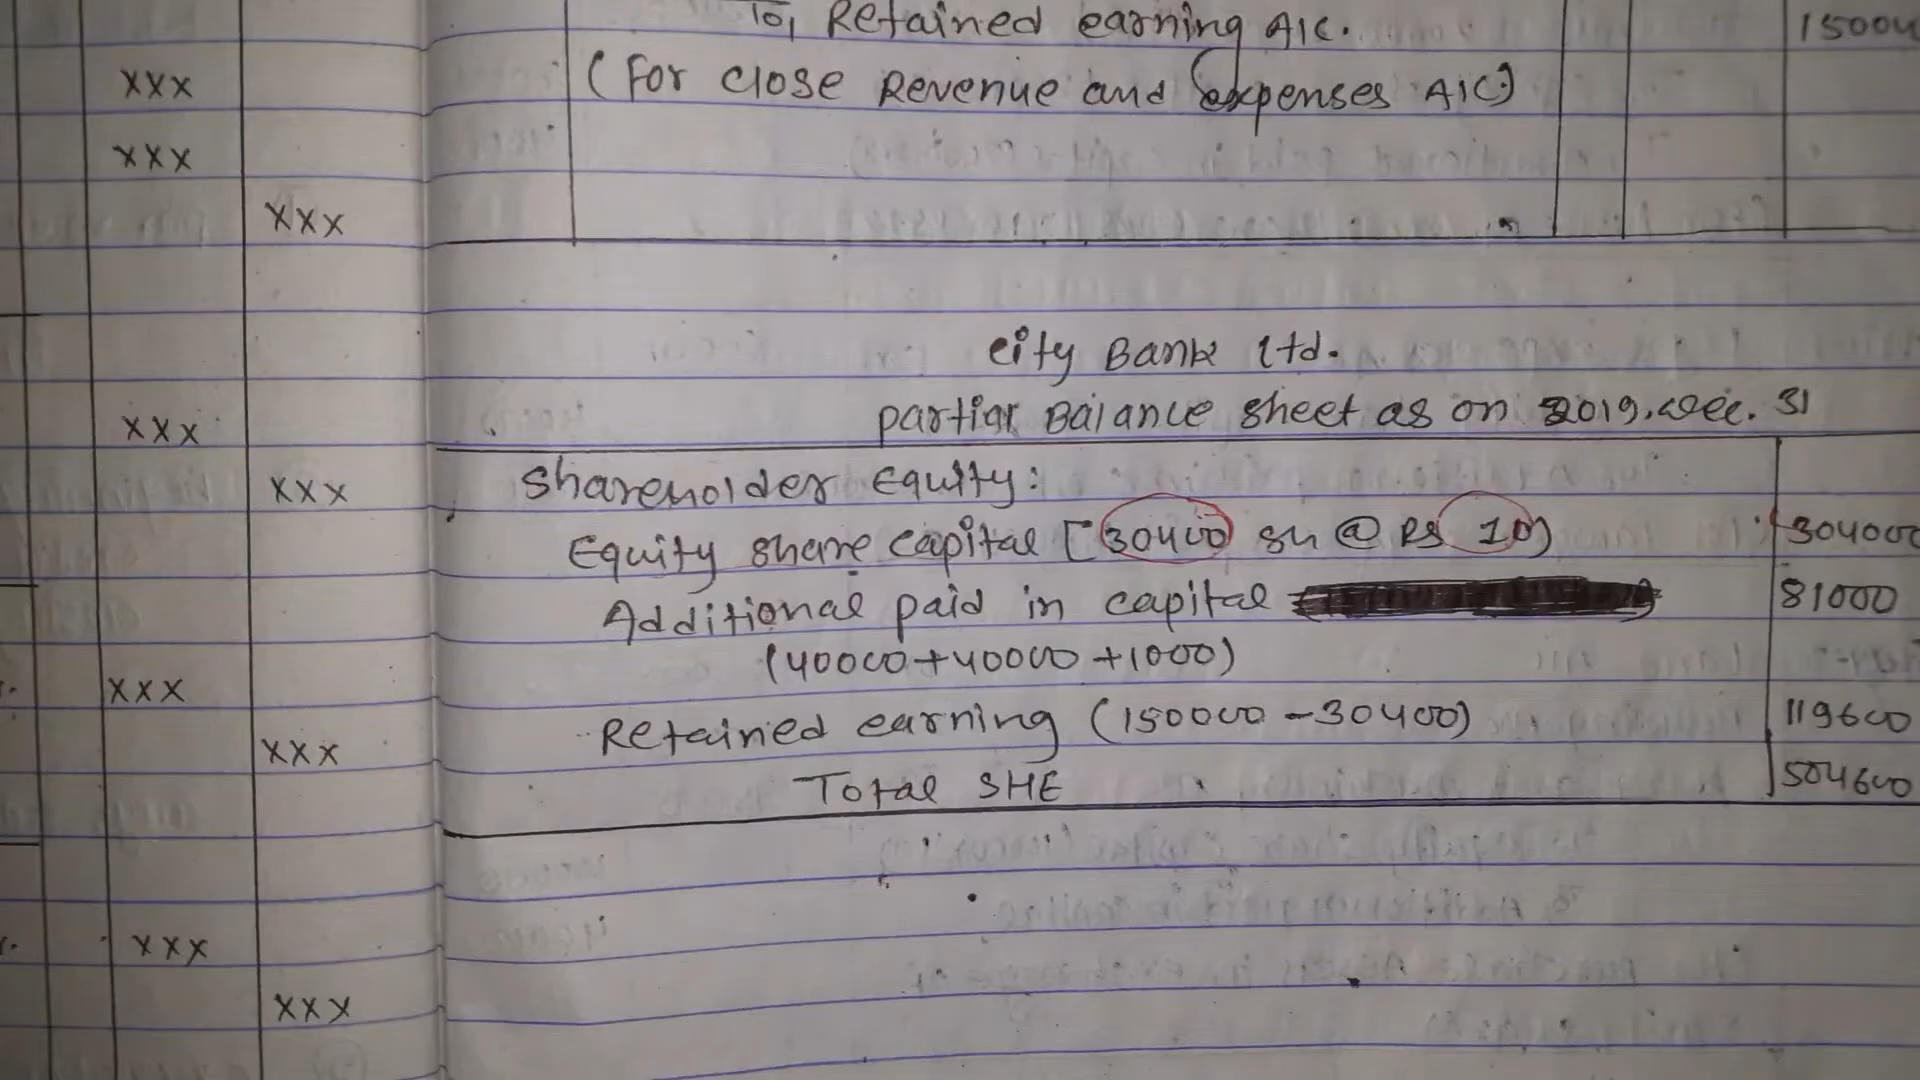 To, Retained earning A/C. 1500
(For close Revenue and expenses A/C)
xxx
xxx
xxx
City Bank Ltd.
Partial Balance Sheet as on 2019, Dec. 31
xxx
xxx
Shareholder Equity:
Equity share capital [30400 sh @ Rs 10) 304000
Additional paid in capital 81000
(40000+40000+1000)
xxx
Retained earning (150000-30400) 119600
xxx
Total SHE 504600
xxx
xxx